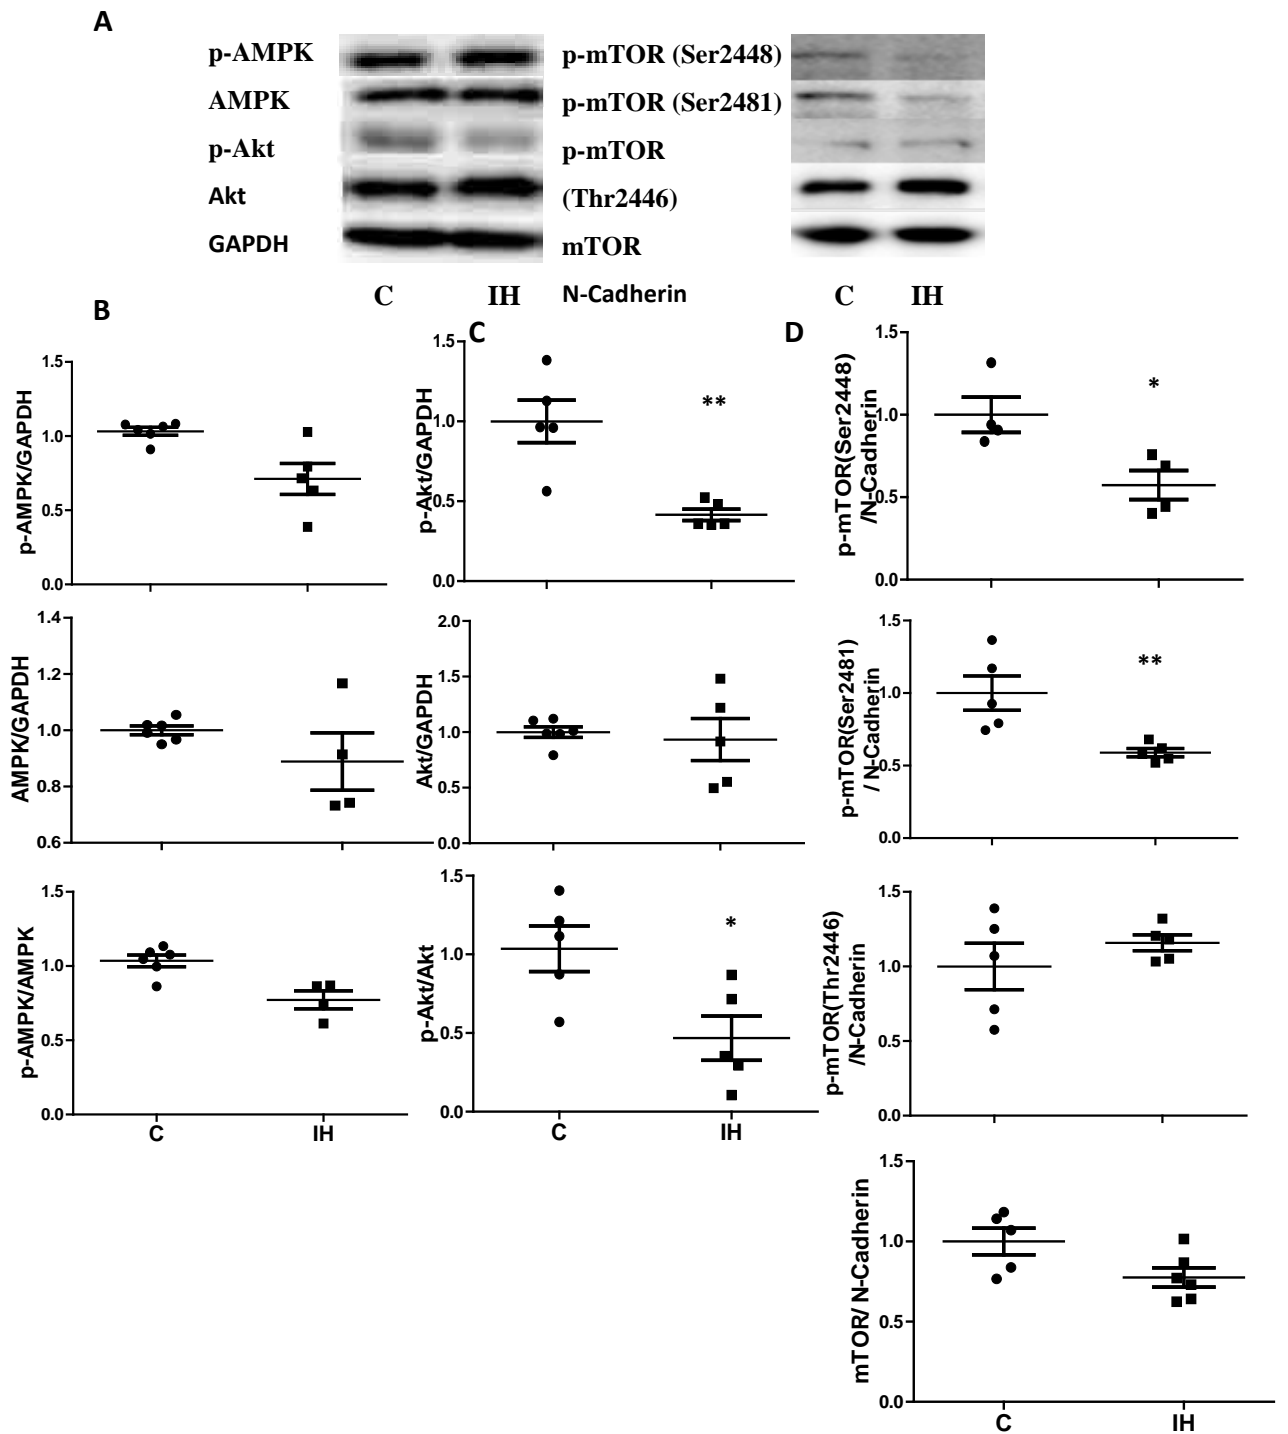 A
p-AMPK
AMPK
p-Akt
Akt
GAPDH
C IH
p-mTOR (Ser2448)
p-mTOR (Ser2481)
p-mTOR
(Thr2446)
mTOR
N-Cadherin
C IH
B
p-AMPK/GAPDH
1.5
1.0
0.5
0.0
AMPK/GAPDH
1.4
1.2
1.0
0.8
0.6
p-AMPK/AMPK
1.5
1.0
0.5
0.0
C IH
C
p-Akt/GAPDH
1.5
1.0
0.5
0.0
**
Akt/GAPDH
2.0
1.5
1.0
0.5
0.0
p-Akt/Akt
1.5
1.0
0.5
0.0
*
C IH
D
p-mTOR(Ser2448)
/N-Cadherin
1.5
1.0
0.5
0.0
*
p-mTOR(Ser2481)
/ N-Cadherin
1.5
1.0
0.5
0.0
**
p-mTOR(Thr2446)
/N-Cadherin
1.5
1.0
0.5
0.0
mTOR/ N-Cadherin
1.5
1.0
0.5
0.0
C IH